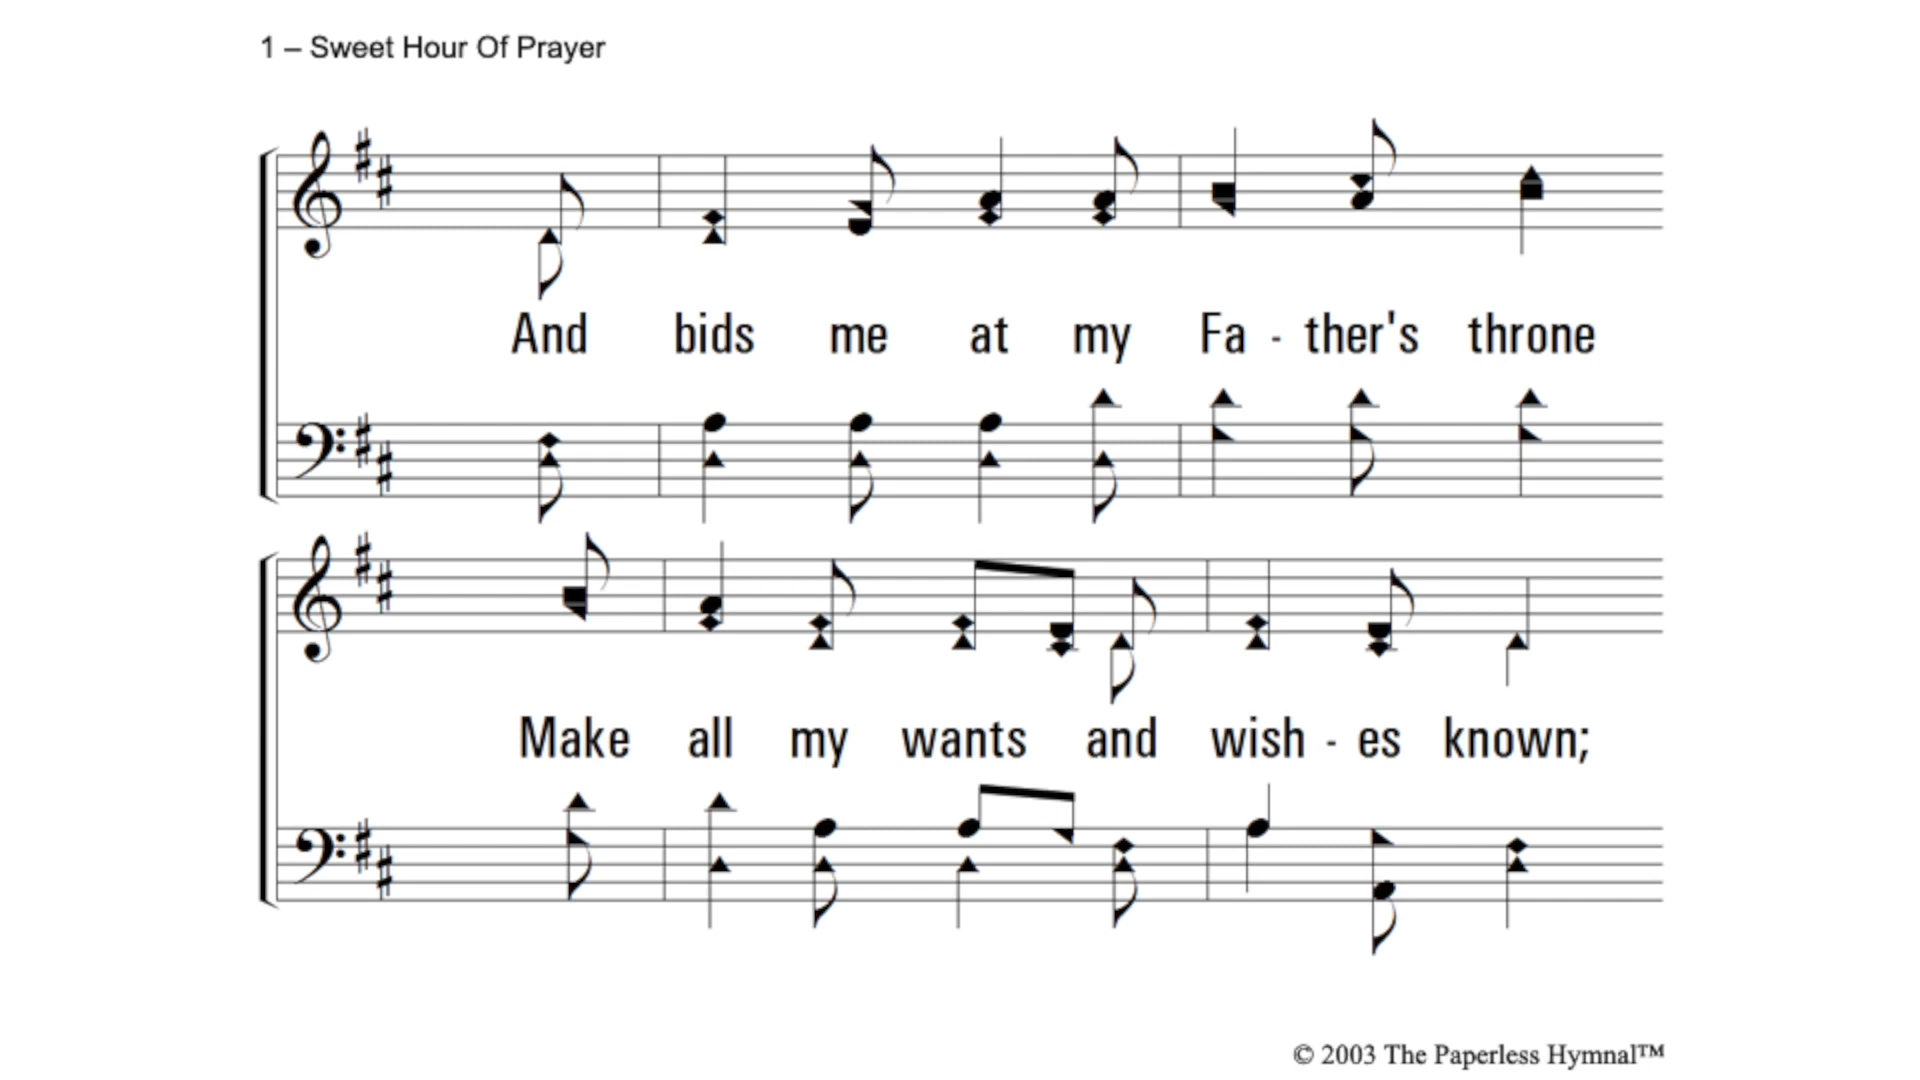 1 – Sweet Hour Of Prayer
And bids me at my Fa - ther's throne
Make all my wants and wish - es known;
© 2003 The Paperless Hymnal™